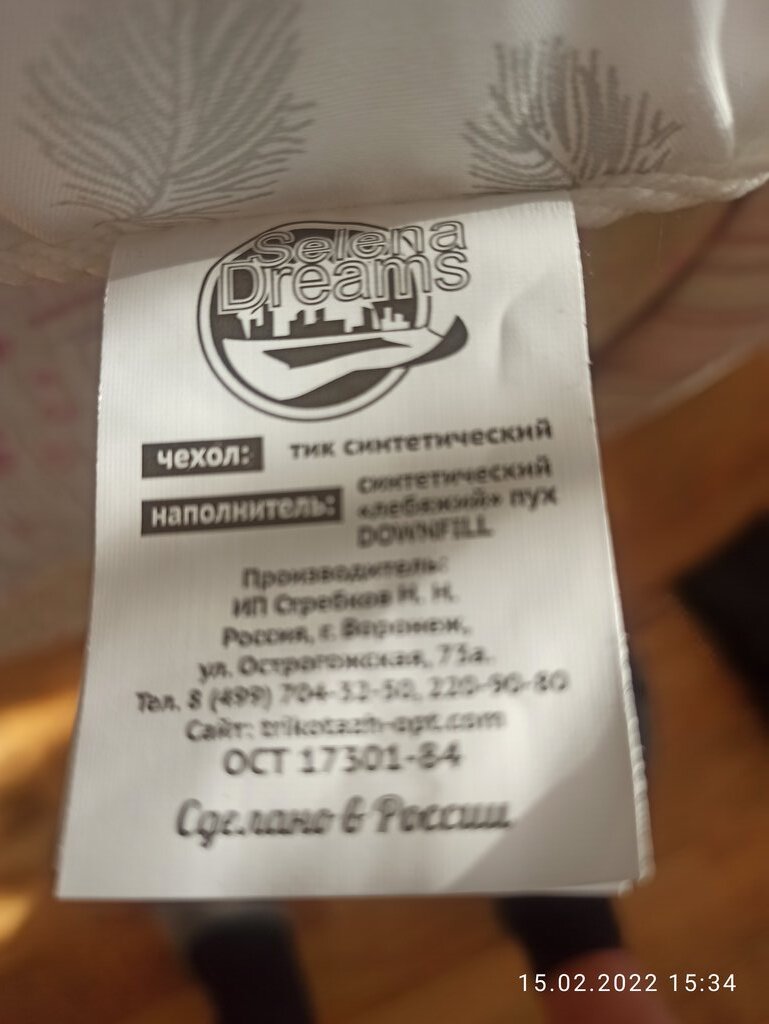 Selena
Dreams
чехол: тик синтетический
наполнитель: синтетический
«лебяжий» пух
DOWNFILL
Производитель:
ИП Отребков Н. Н.
Россия, г. Воронеж,
ул. Острогожская, 73а.
Тел. 8 (499) 704-32-50, 220-90-80
Сайт: trikotazh-opt.com
ОСТ 17301-84
Сделано в России
15.02.2022 15:34